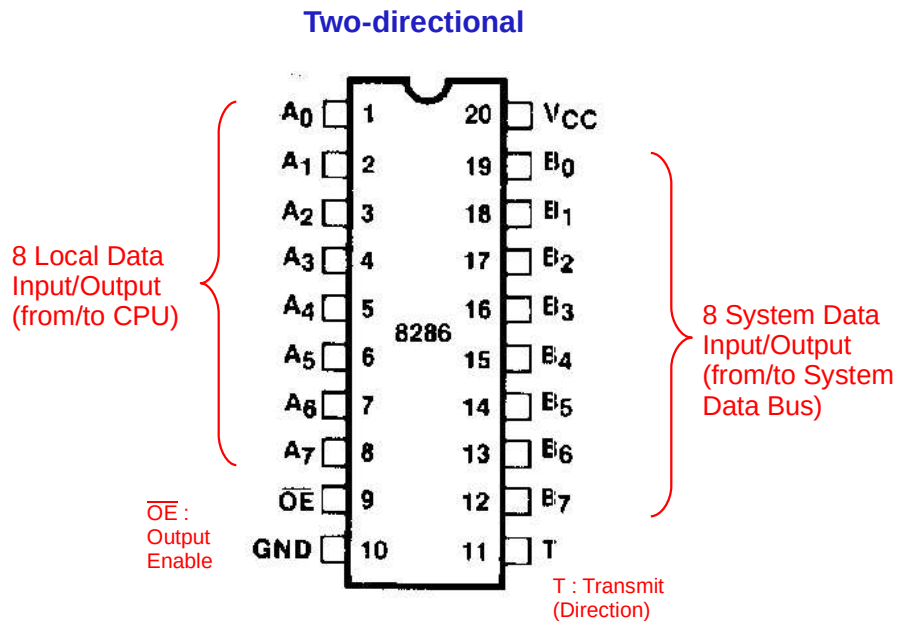 Two-directional
A0 1 20 VCC
A1 2 19 B0
A2 3 18 B1
A3 4 17 B2
A4 5 16 B3
8286
A5 6 15 B4
A6 7 14 B5
A7 8 13 B6
O̅E̅ 9 12 B7
GND 10 11 T
8 Local Data
Input/Output
(from/to CPU)
8 System Data
Input/Output
(from/to System
Data Bus)
O̅E̅ :
Output
Enable
T : Transmit
(Direction)